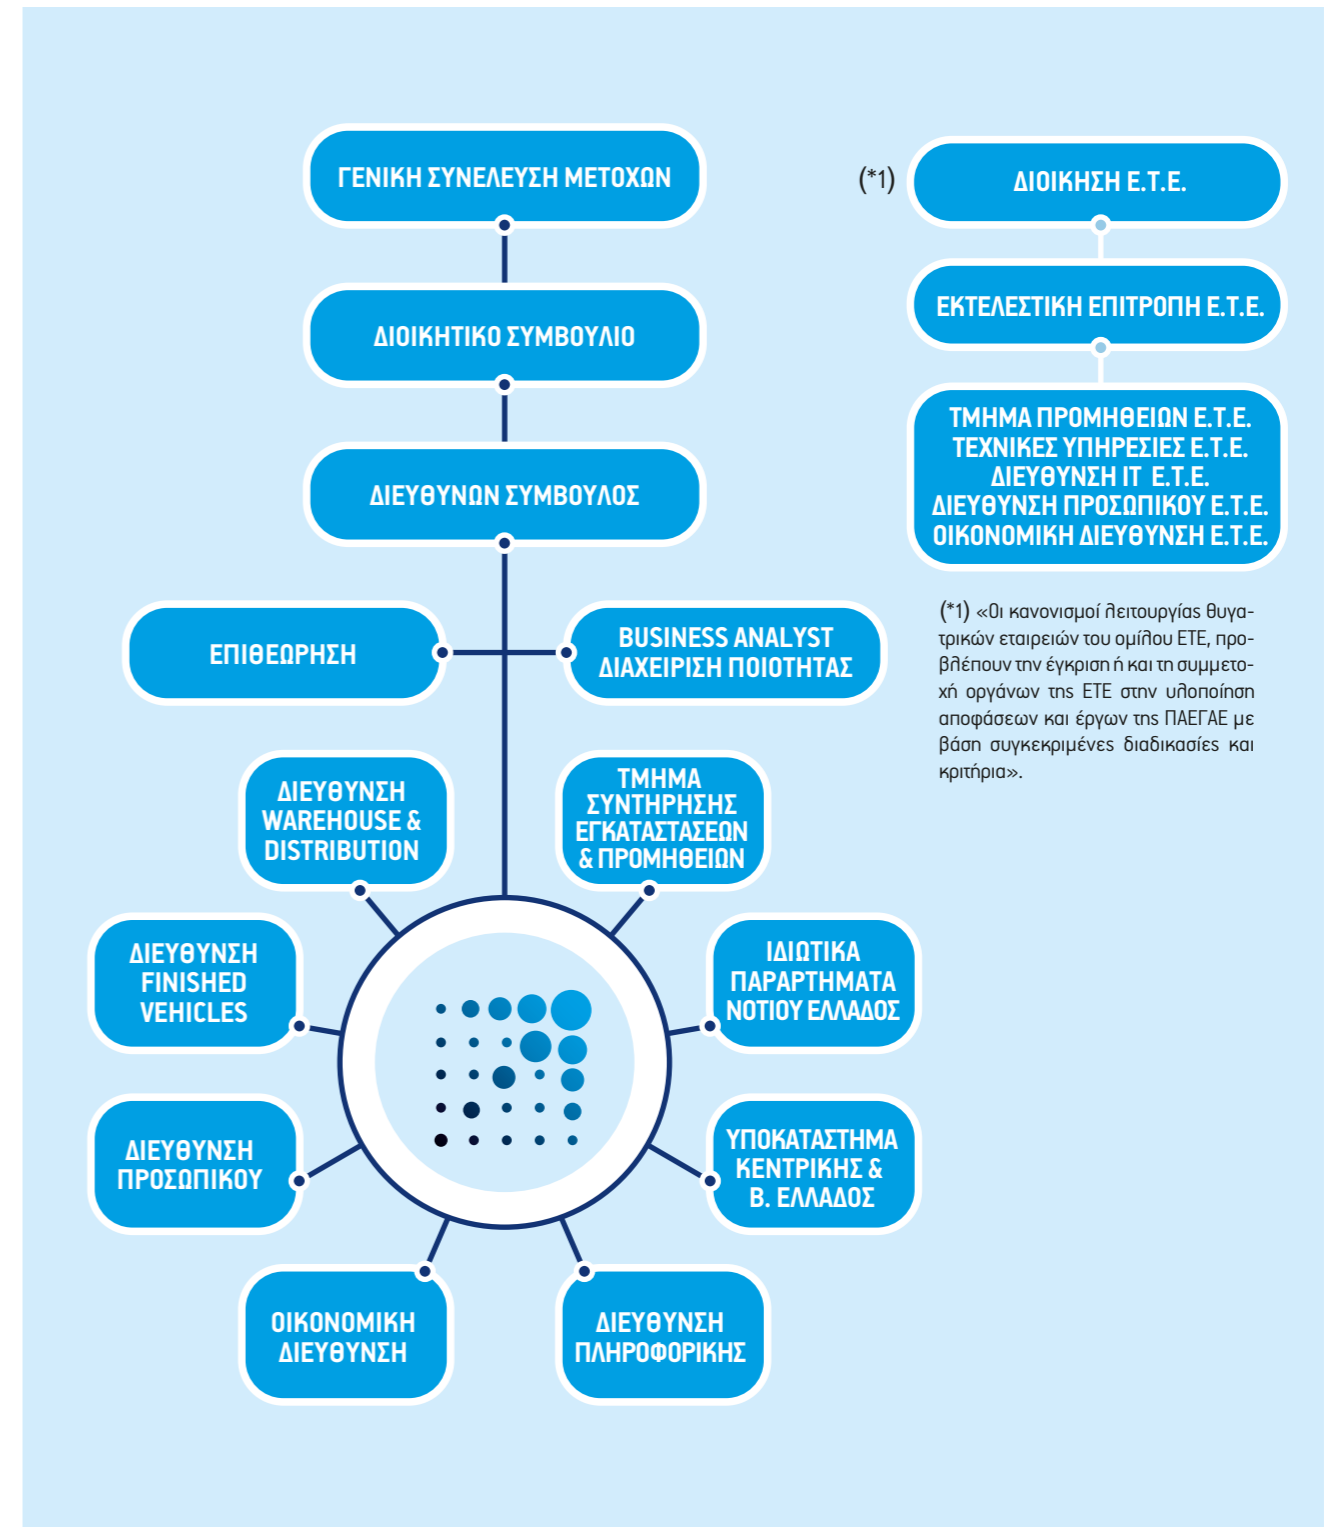 ΓΕΝΙΚΗ ΣΥΝΕΛΕΥΣΗ ΜΕΤΟΧΩΝ
ΔΙΟΙΚΗΤΙΚΟ ΣΥΜΒΟΥΛΙΟ
ΔΙΕΥΘΥΝΩΝ ΣΥΜΒΟΥΛΟΣ
ΕΠΙΘΕΩΡΗΣΗ
BUSINESS ANALYST
ΔΙΑΧΕΙΡΙΣΗ ΠΟΙΟΤΗΤΑΣ
ΔΙΕΥΘΥΝΣΗ
WAREHOUSE &
DISTRIBUTION
ΤΜΗΜΑ
ΣΥΝΤΗΡΗΣΗΣ
ΕΓΚΑΤΑΣΤΑΣΕΩΝ
& ΠΡΟΜΗΘΕΙΩΝ
ΔΙΕΥΘΥΝΣΗ
FINISHED
VEHICLES
ΙΔΙΩΤΙΚΑ
ΠΑΡΑΡΤΗΜΑΤΑ
ΝΟΤΙΟΥ ΕΛΛΑΔΟΣ
ΔΙΕΥΘΥΝΣΗ
ΠΡΟΣΩΠΙΚΟΥ
ΥΠΟΚΑΤΑΣΤΗΜΑ
ΚΕΝΤΡΙΚΗΣ &
Β. ΕΛΛΑΔΟΣ
ΟΙΚΟΝΟΜΙΚΗ
ΔΙΕΥΘΥΝΣΗ
ΔΙΕΥΘΥΝΣΗ
ΠΛΗΡΟΦΟΡΙΚΗΣ
(*1)
ΔΙΟΙΚΗΣΗ Ε.Τ.Ε.
ΕΚΤΕΛΕΣΤΙΚΗ ΕΠΙΤΡΟΠΗ Ε.Τ.Ε.
ΤΜΗΜΑ ΠΡΟΜΗΘΕΙΩΝ Ε.Τ.Ε.
ΤΕΧΝΙΚΕΣ ΥΠΗΡΕΣΙΕΣ Ε.Τ.Ε.
ΔΙΕΥΘΥΝΣΗ IT Ε.Τ.Ε.
ΔΙΕΥΘΥΝΣΗ ΠΡΟΣΩΠΙΚΟΥ Ε.Τ.Ε.
ΟΙΚΟΝΟΜΙΚΗ ΔΙΕΥΘΥΝΣΗ Ε.Τ.Ε.
(*1) «Οι κανονισμοί λειτουργίας θυγα-
τρικών εταιρειών του ομίλου ΕΤΕ, προ-
βλέπουν την έγκριση ή και τη συμμετο-
χή οργάνων της ΕΤΕ στην υλοποίηση
αποφάσεων και έργων της ΠΑΕΓΑΕ με
βάση συγκεκριμένες διαδικασίες και
κριτήρια».